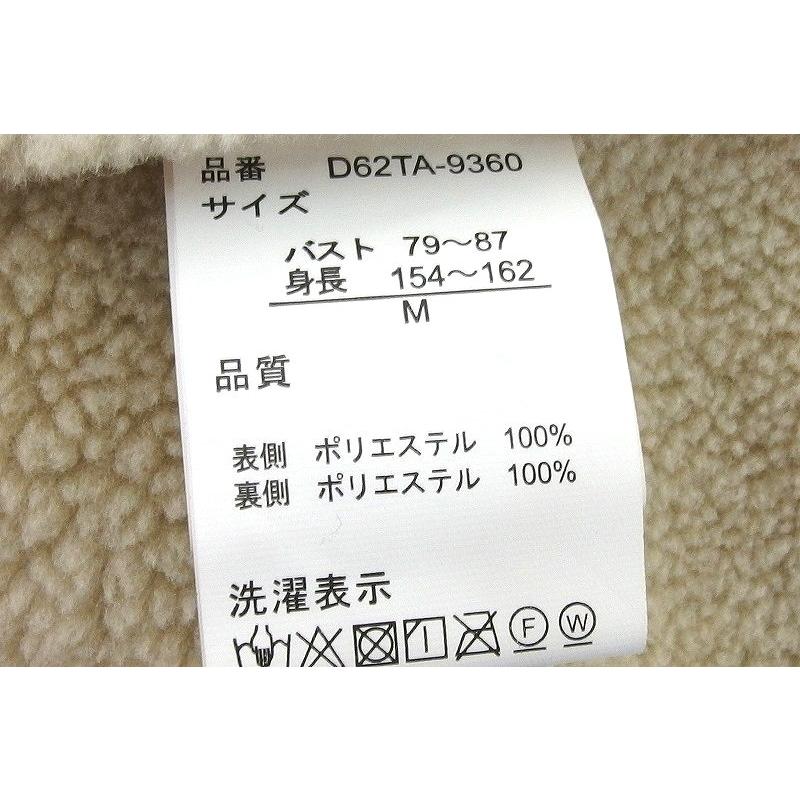 品番 D62TA-9360
サイズ
バスト 79～87
身長 154～162
M
品質
表側 ポリエステル 100%
裏側 ポリエステル 100%
洗濯表示
F W